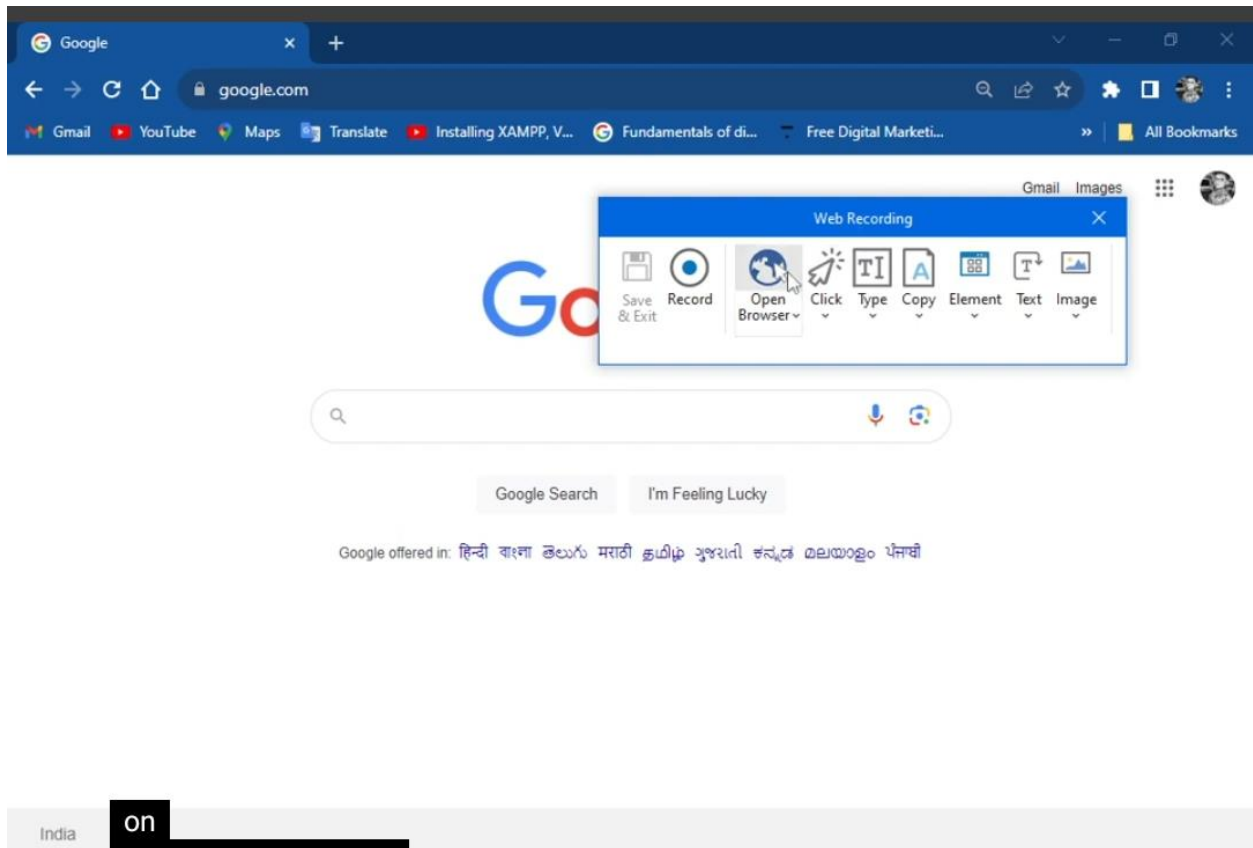 Google
google.com
Gmail YouTube Maps Translate Installing XAMPP, V... Fundamentals of di... Free Digital Marketi... » All Bookmarks
Gmail Images
Web Recording
Save & Exit
Record
Open Browser
Click
Type
Copy
Element
Text
Image
Go
Google Search I'm Feeling Lucky
Google offered in: हिन्दी বাংলা తెలుగు मराठी தமிழ் ગુજરાતી ಕನ್ನಡ മലയാളം ਪੰਜਾਬੀ
India
on